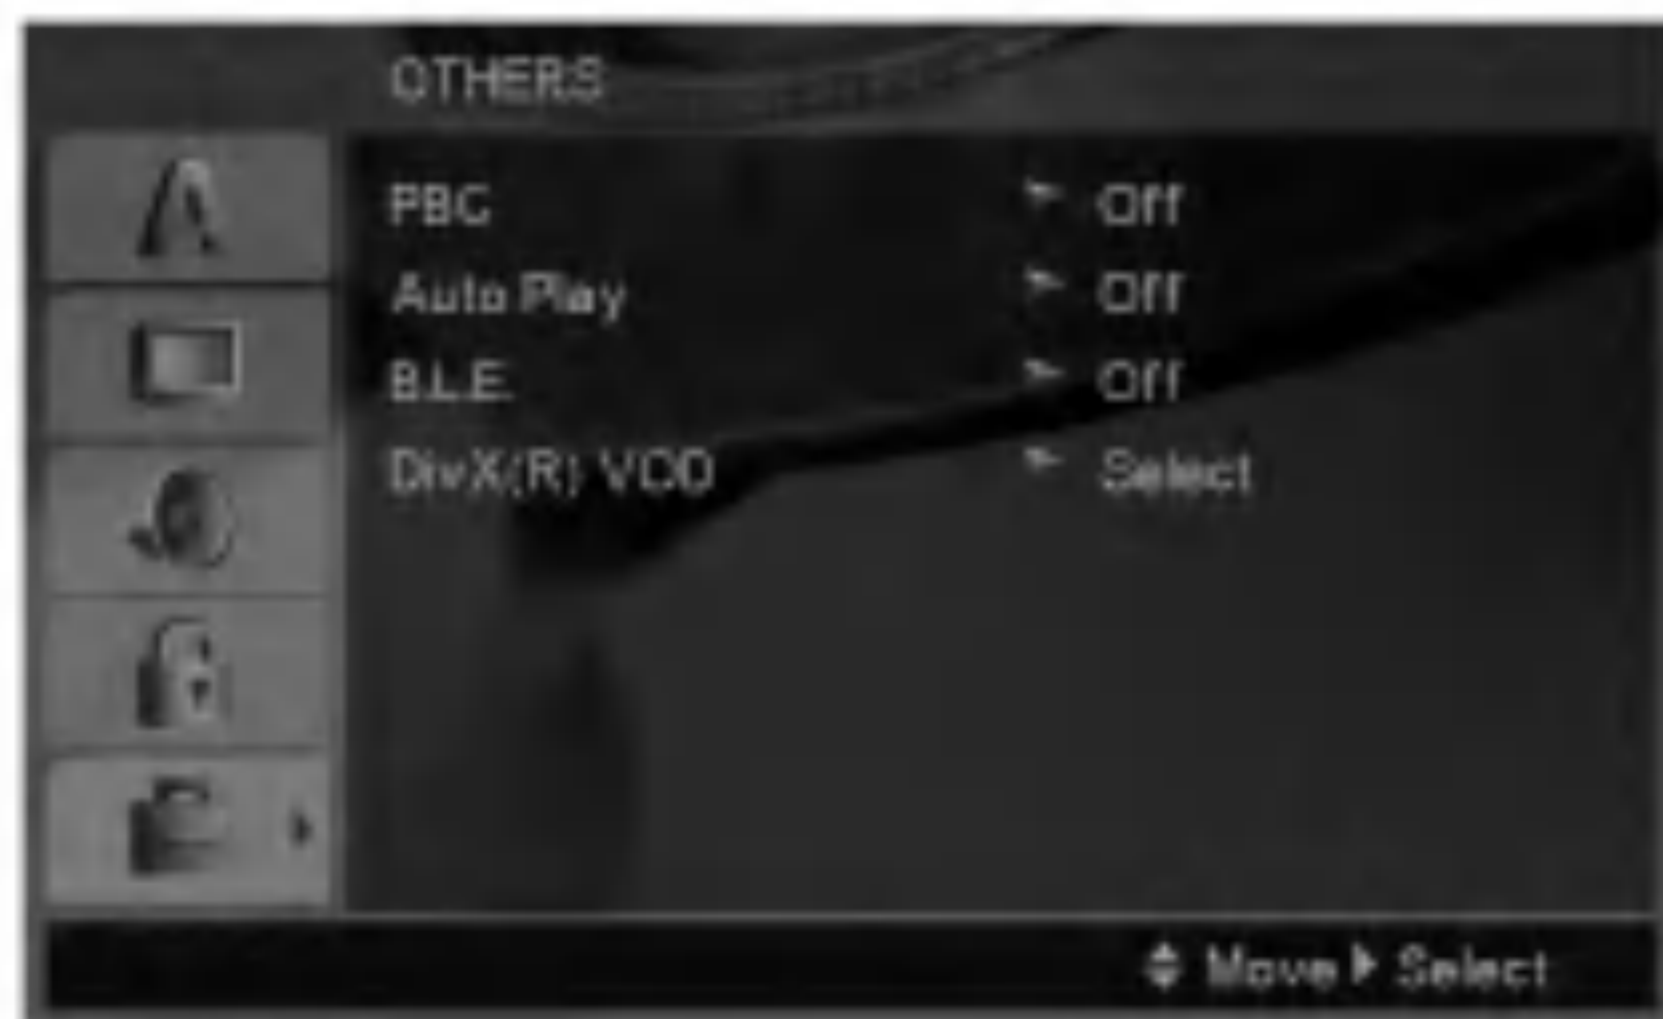 OTHERS
PBC Off
Auto Play Off
B.L.E. Off
DivX(R) VOD Select
Move Select